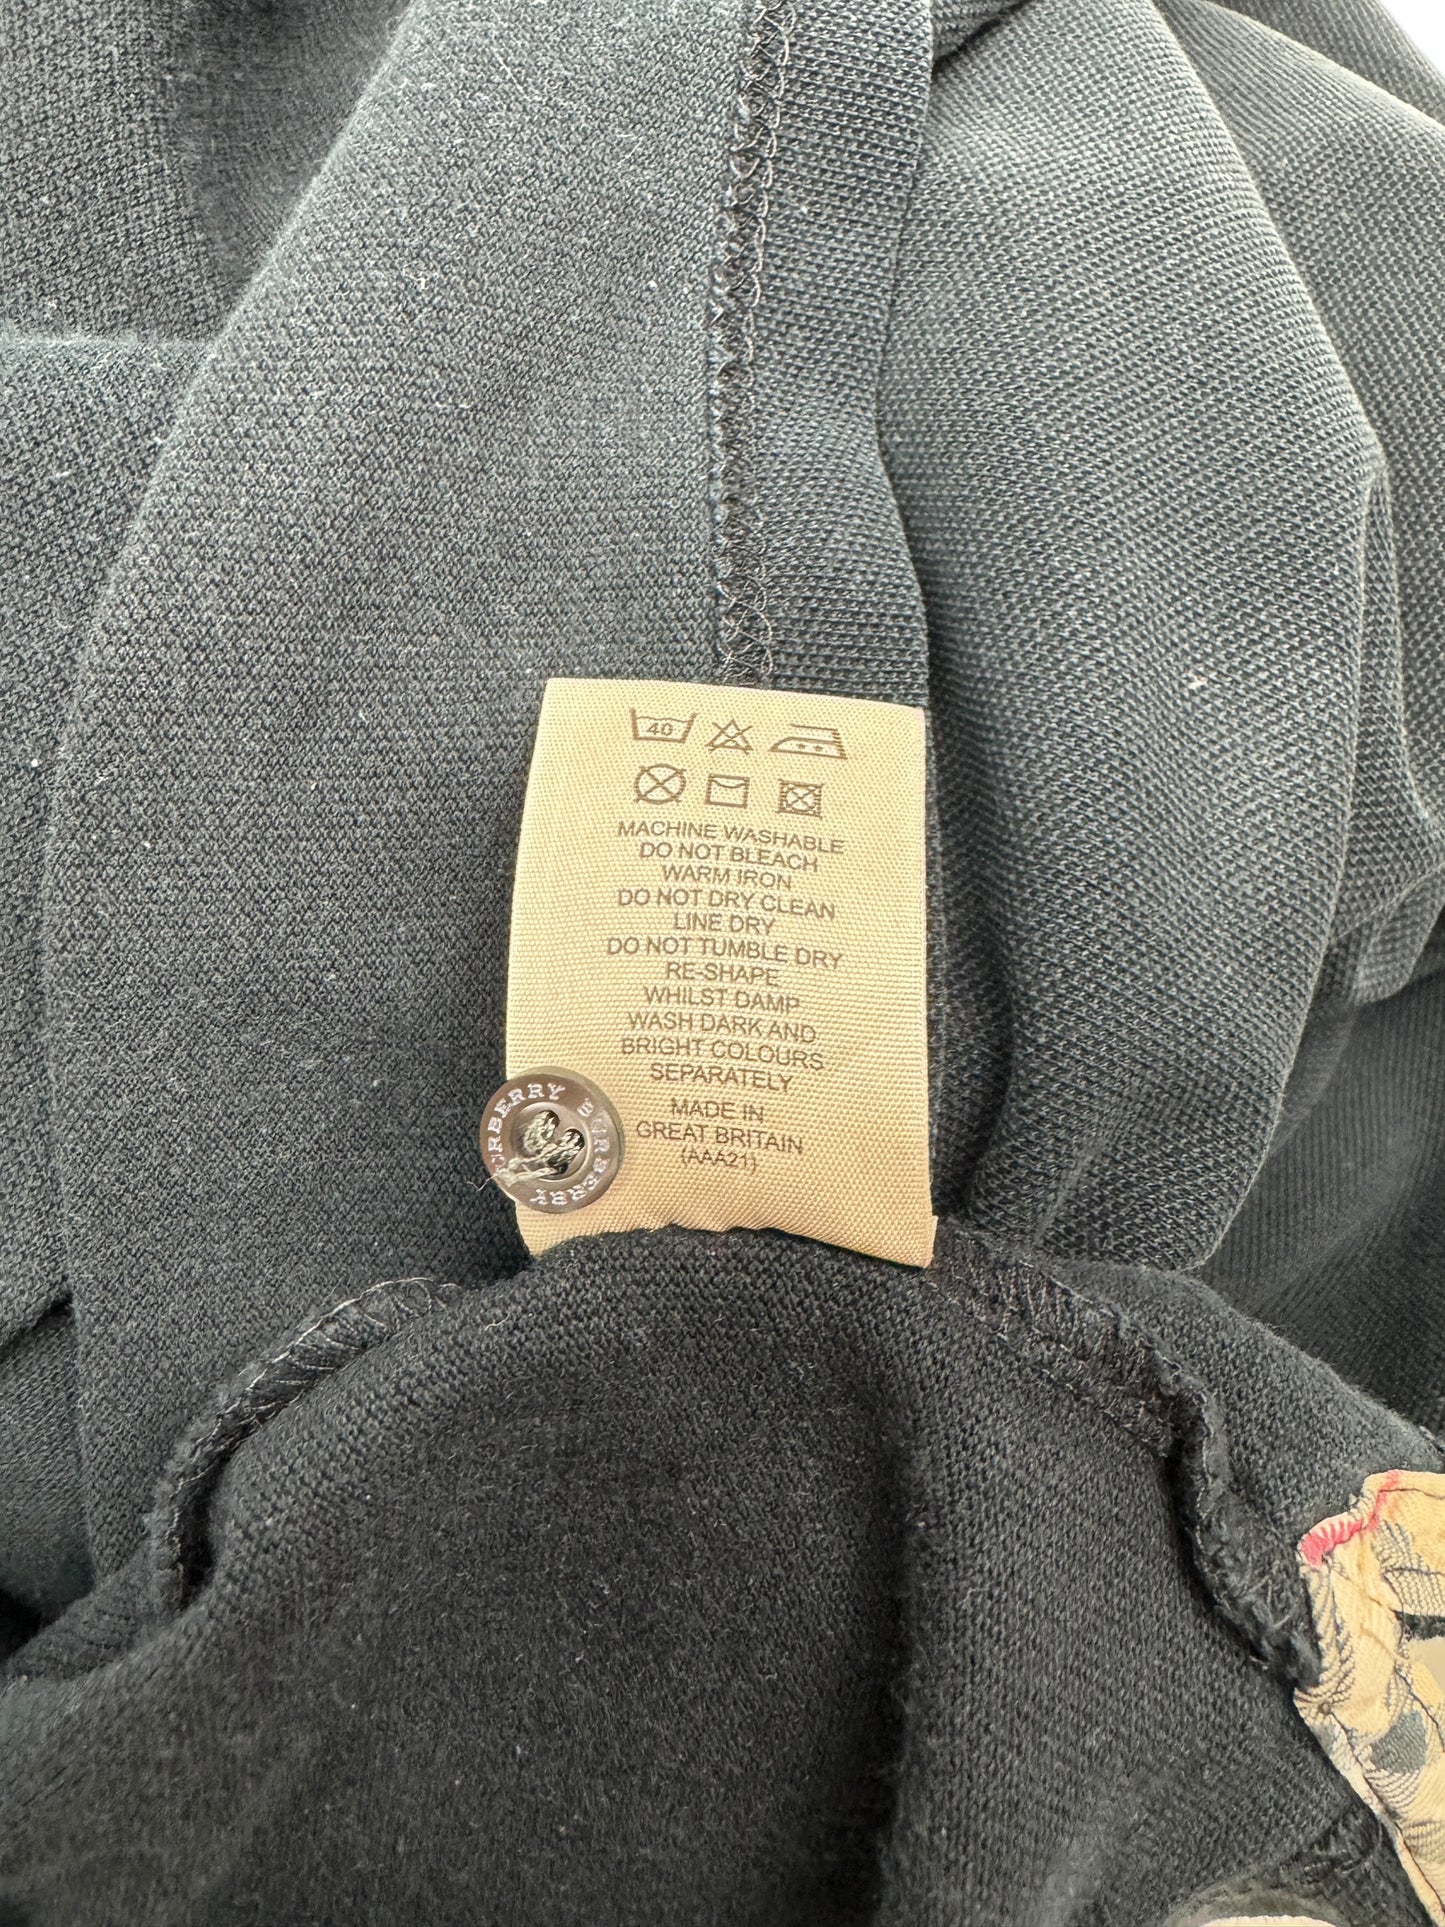 40
MACHINE WASHABLE
DO NOT BLEACH
WARM IRON
DO NOT DRY CLEAN
LINE DRY
DO NOT TUMBLE DRY
RE-SHAPE
WHILST DAMP
WASH DARK AND
BRIGHT COLOURS
SEPARATELY
MADE IN
GREAT BRITAIN
(AAA21)
BURBERRY BURBERRY